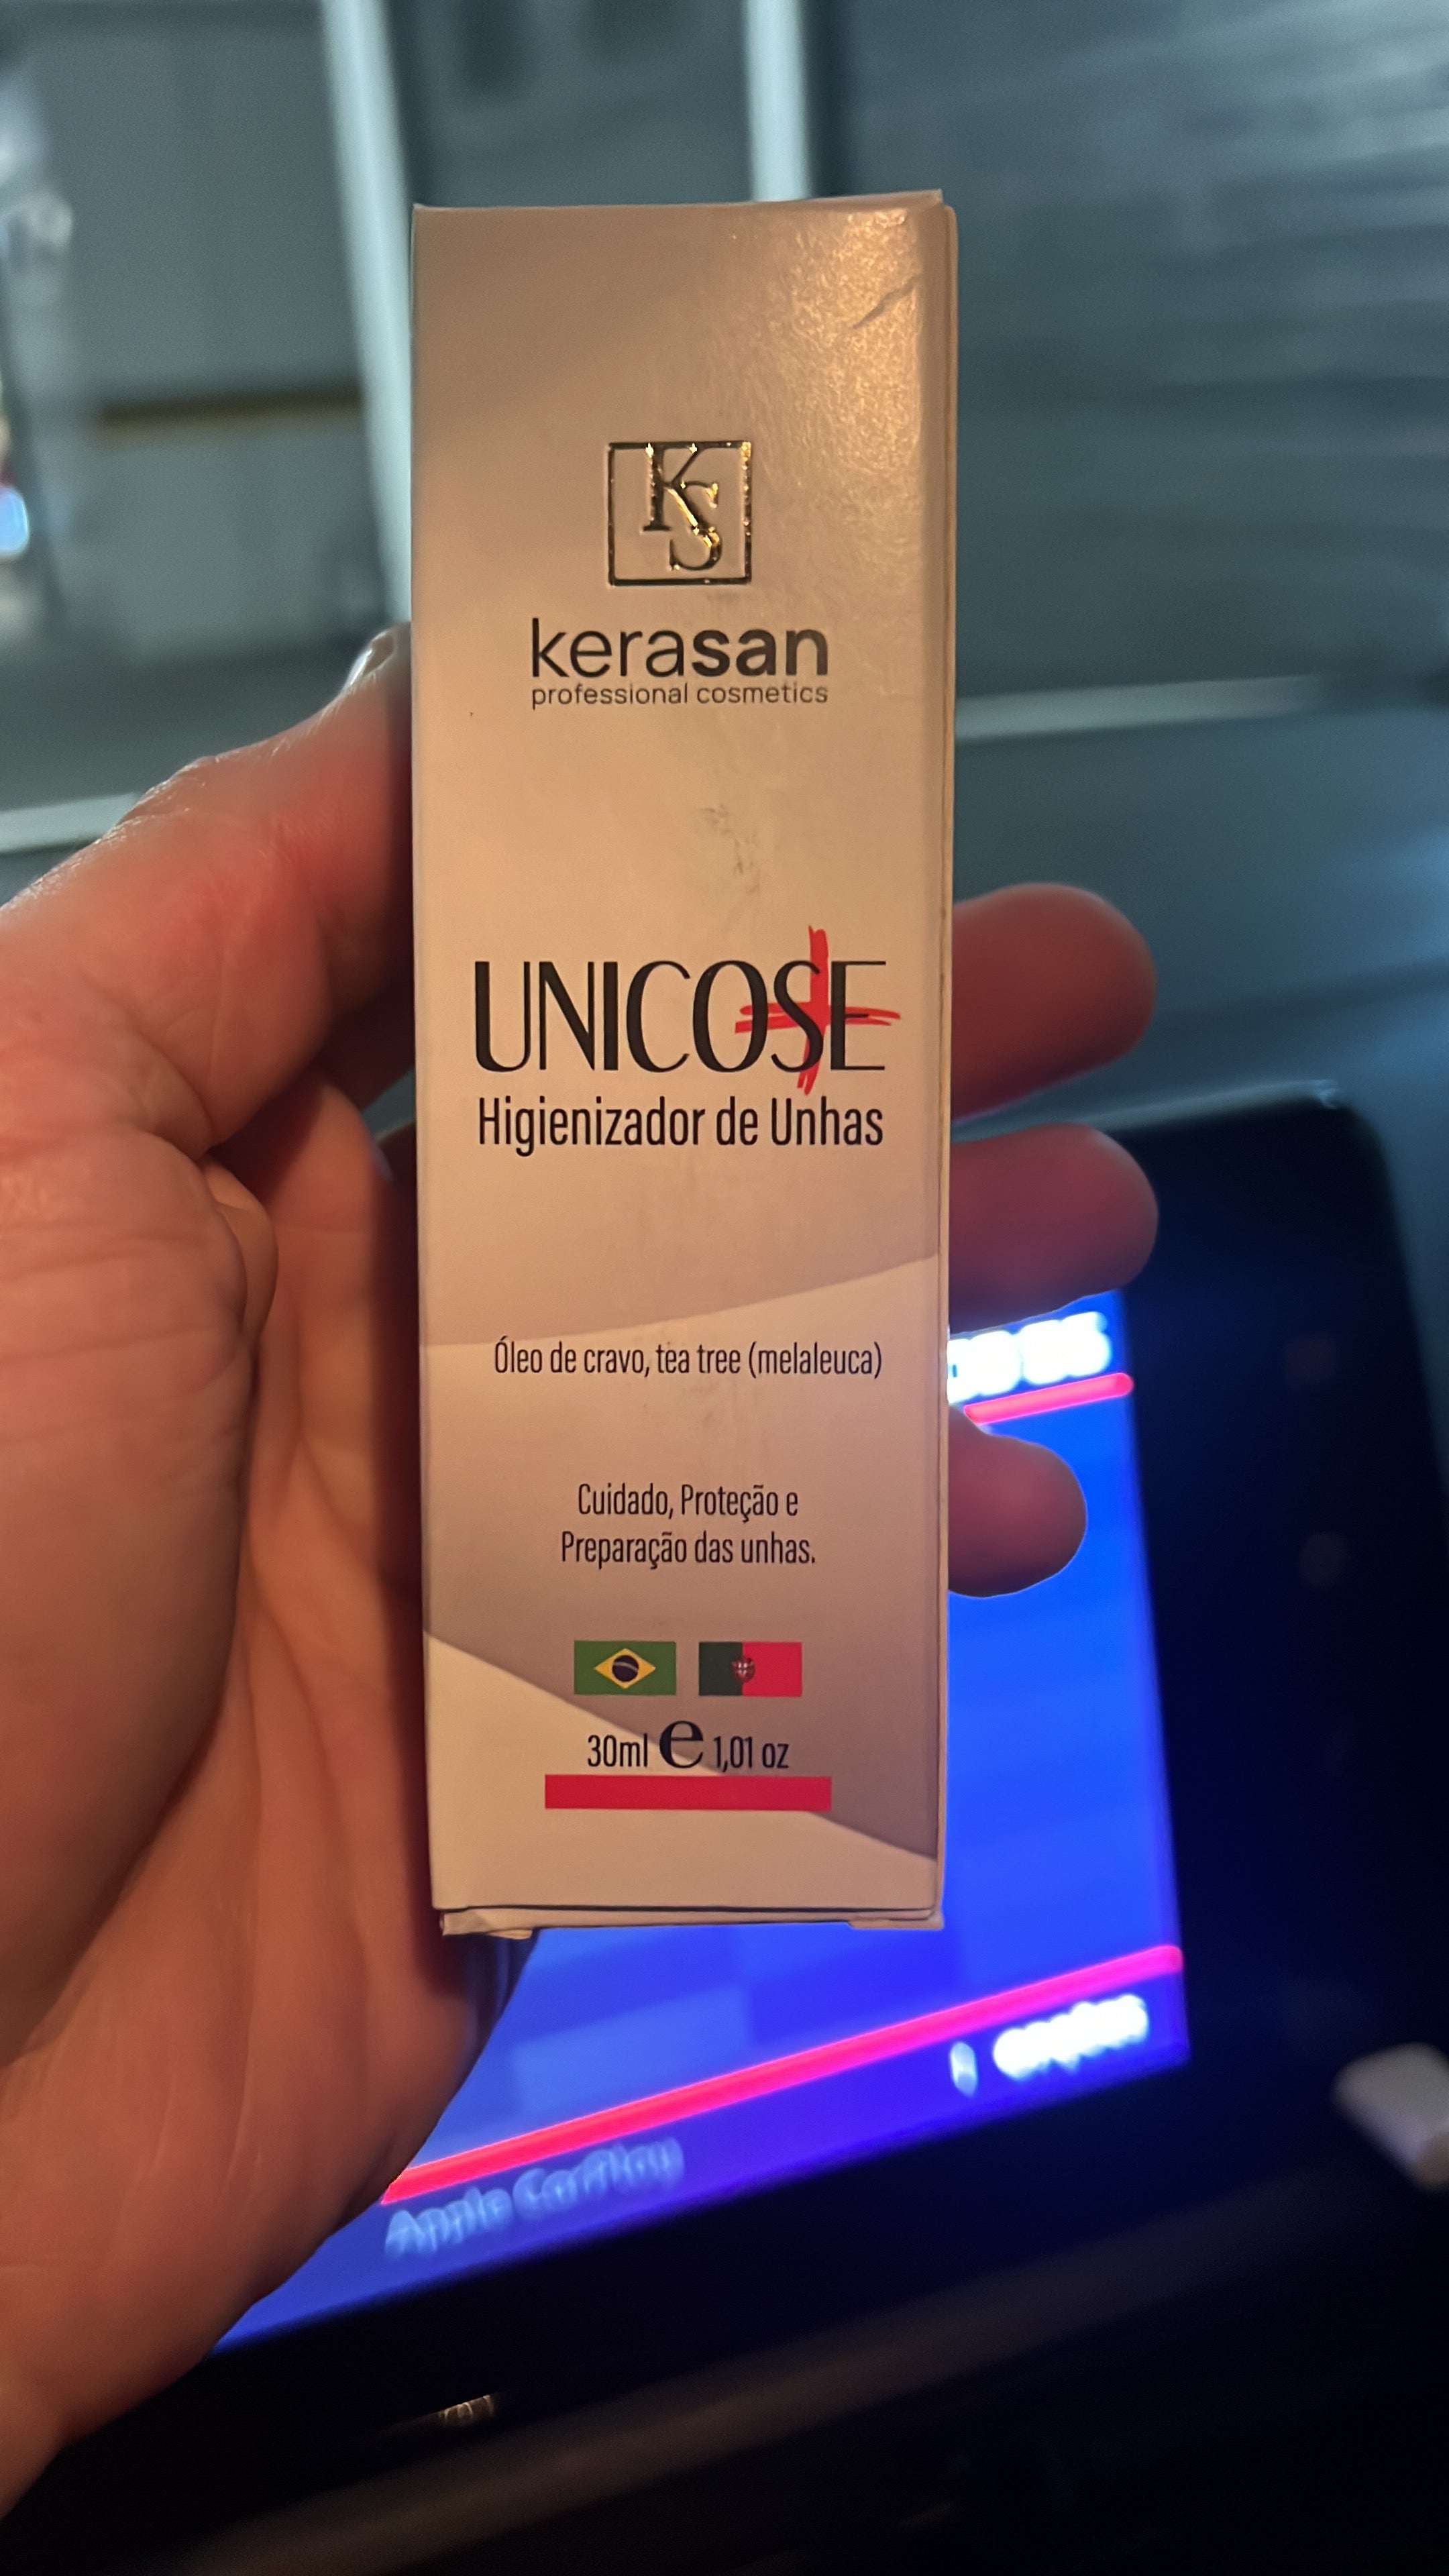 KS
kerasan
professional cosmetics
UNICOSE
Higienizador de Unhas
Óleo de cravo, tea tree (melaleuca)
Cuidado, Proteção e
Preparação das unhas.
30ml e 1,01 oz
Apple CarPlay